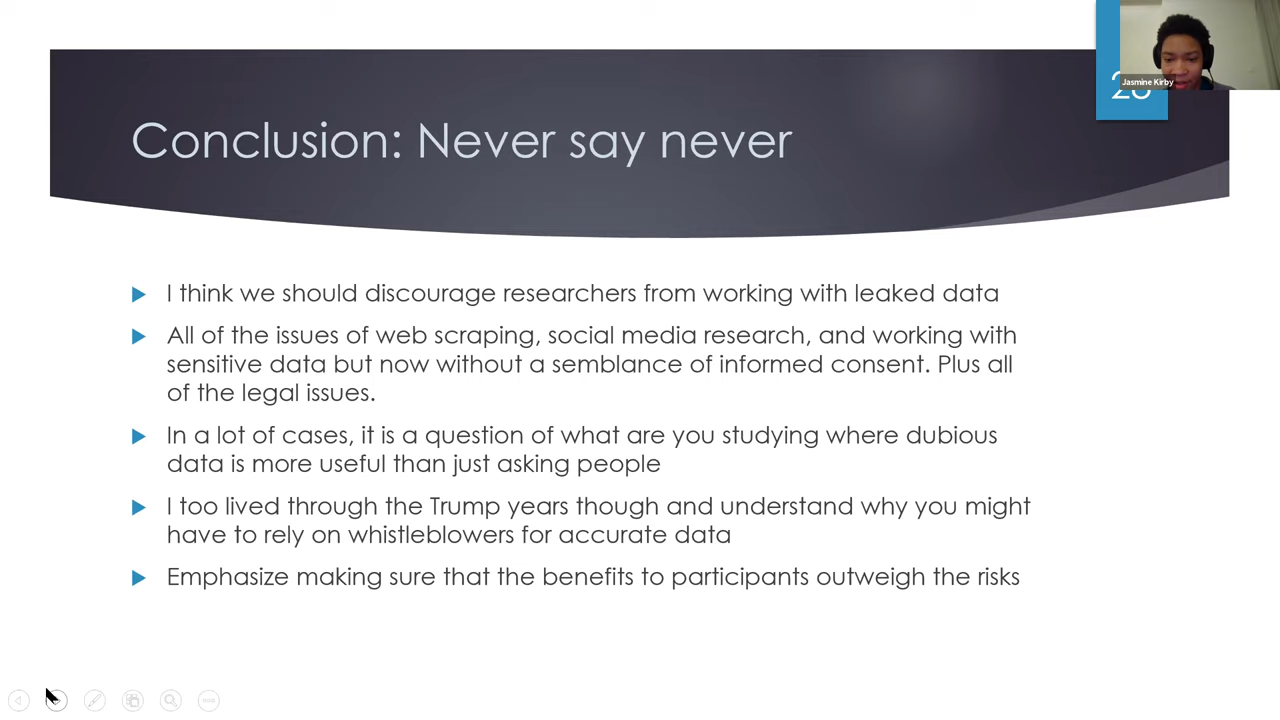 Jasmine Kirby
Conclusion: Never say never
I think we should discourage researchers from working with leaked data
All of the issues of web scraping, social media research, and working with
sensitive data but now without a semblance of informed consent. Plus all
of the legal issues.
In a lot of cases, it is a question of what are you studying where dubious
data is more useful than just asking people
I too lived through the Trump years though and understand why you might
have to rely on whistleblowers for accurate data
Emphasize making sure that the benefits to participants outweigh the risks